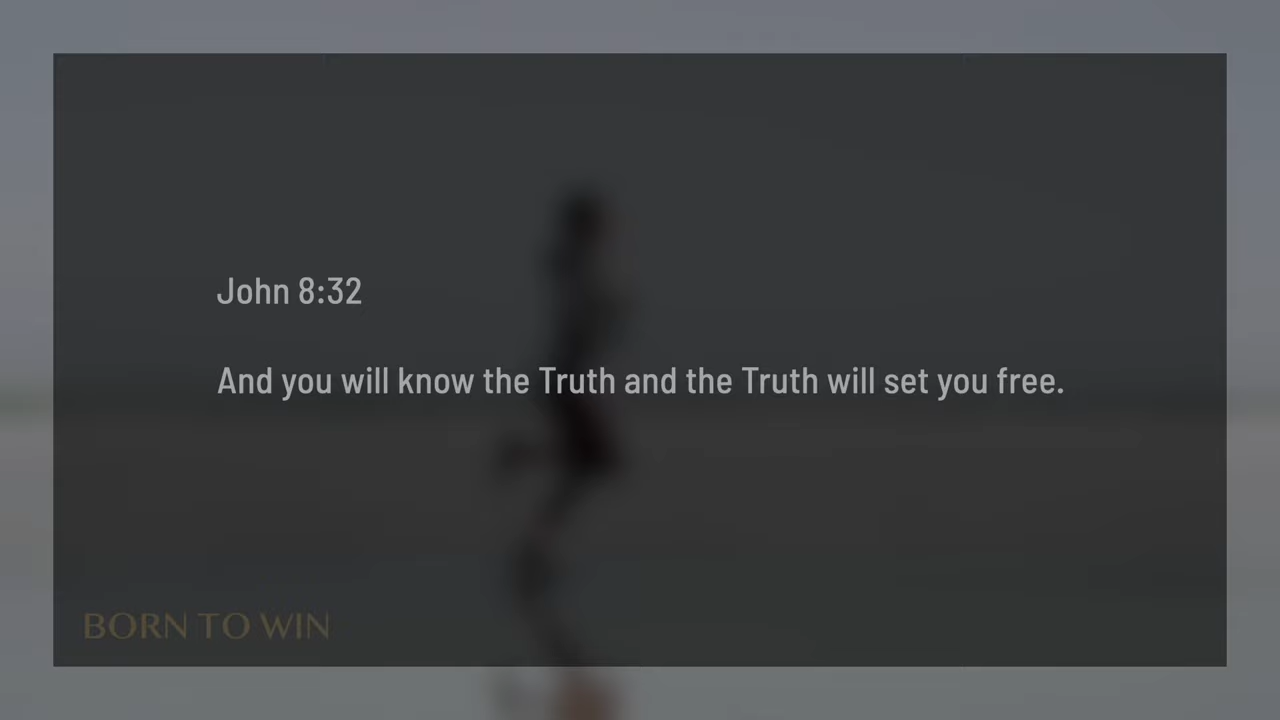 John 8:32
And you will know the Truth and the Truth will set you free.
BORN TO WIN